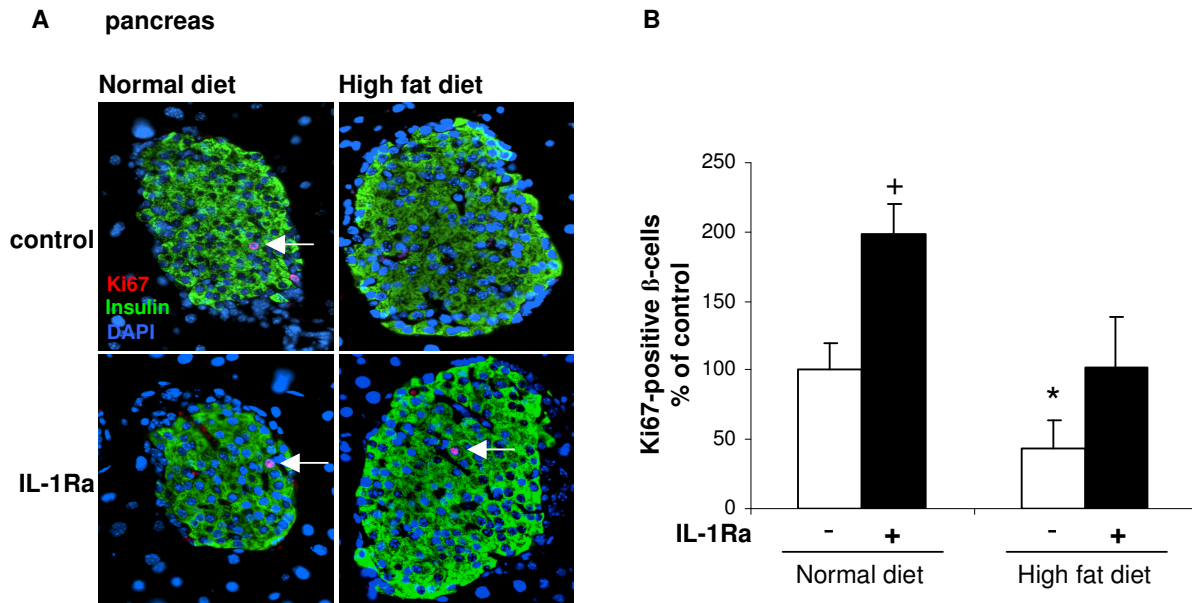 A pancreas
Normal diet High fat diet
control
Ki67
Insulin
DAPI
IL-1Ra
B
Ki67-positive ß-cells
% of control
250
200
150
100
50
0
+
*
IL-1Ra - + - +
Normal diet High fat diet